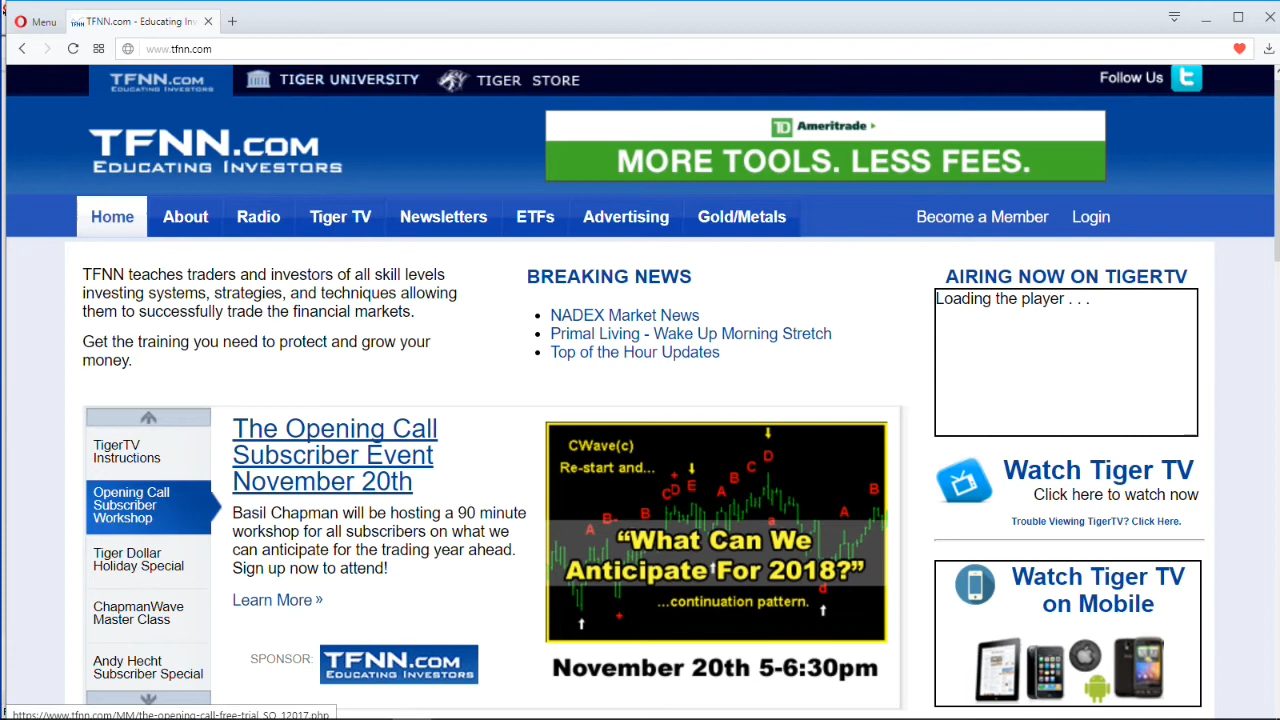 Menu
TFNN.com - Educating Inv
www.tfnn.com
TFNN.COM
EDUCATING INVESTORS
TIGER UNIVERSITY
TIGER STORE
Follow Us
TFNN.COM
EDUCATING INVESTORS
TD Ameritrade
MORE TOOLS. LESS FEES.
Home
About
Radio
Tiger TV
Newsletters
ETFs
Advertising
Gold/Metals
Become a Member
Login
TFNN teaches traders and investors of all skill levels
investing systems, strategies, and techniques allowing
them to successfully trade the financial markets.
Get the training you need to protect and grow your
money.
BREAKING NEWS
NADEX Market News
Primal Living - Wake Up Morning Stretch
Top of the Hour Updates
AIRING NOW ON TIGERTV
Loading the player . . .
TigerTV
Instructions
Opening Call
Subscriber
Workshop
Tiger Dollar
Holiday Special
ChapmanWave
Master Class
Andy Hecht
Subscriber Special
The Opening Call
Subscriber Event
November 20th
Basil Chapman will be hosting a 90 minute
workshop for all subscribers on what we
can anticipate for the trading year ahead.
Sign up now to attend!
Learn More »
SPONSOR:
TFNN.COM
EDUCATING INVESTORS
CWave(c)
Re-start and...
A
B
B
C
D
E
A
B
C
D
a
d
A
B
"What Can We
Anticipate For 2018?"
...continuation pattern.
November 20th 5-6:30pm
Watch Tiger TV
Click here to watch now
Trouble Viewing TigerTV? Click Here.
Watch Tiger TV
on Mobile
https://www.tfnn.com/MM/the-opening-call-free-trial_SO_12017.php